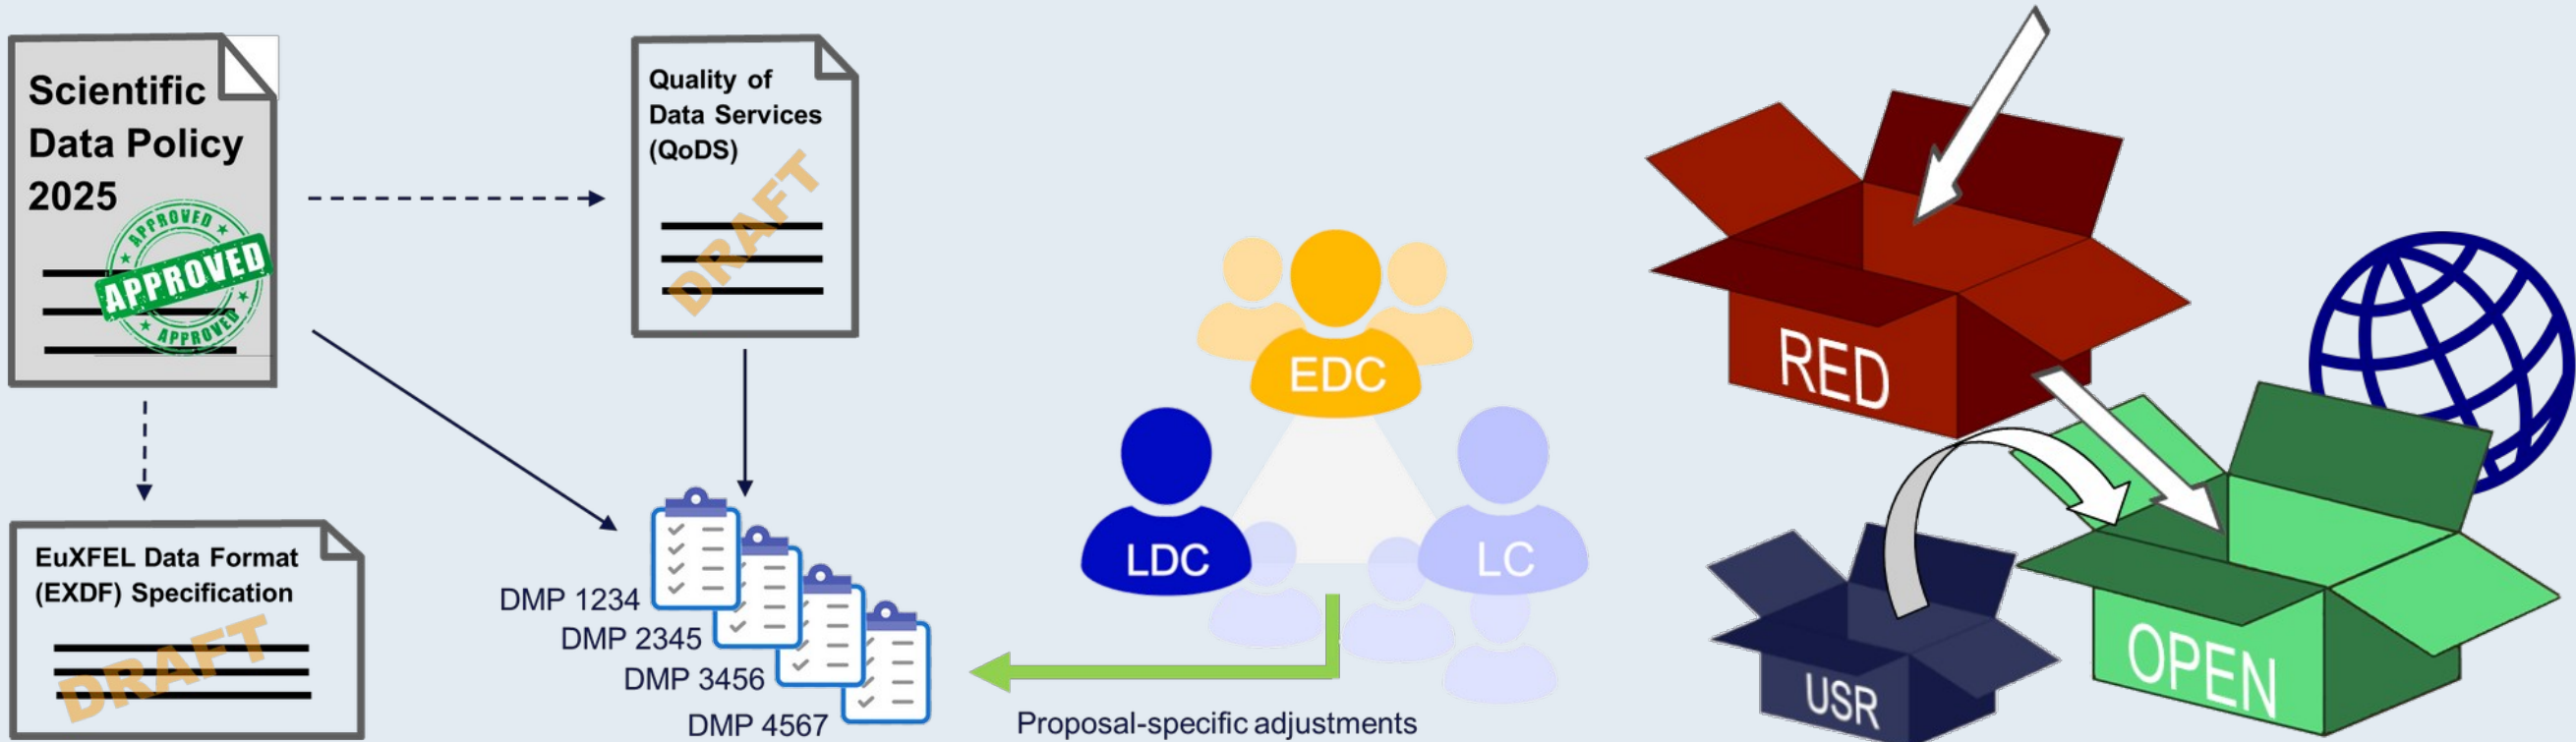 Scientific
Data Policy
2025
APPROVED
APPROVED
APPROVED
Quality of
Data Services
(QoDS)
DRAFT
EuXFEL Data Format
(EXDF) Specification
DRAFT
DMP 1234
DMP 2345
DMP 3456
DMP 4567
EDC
LDC
LC
Proposal-specific adjustments
RED
USR
OPEN